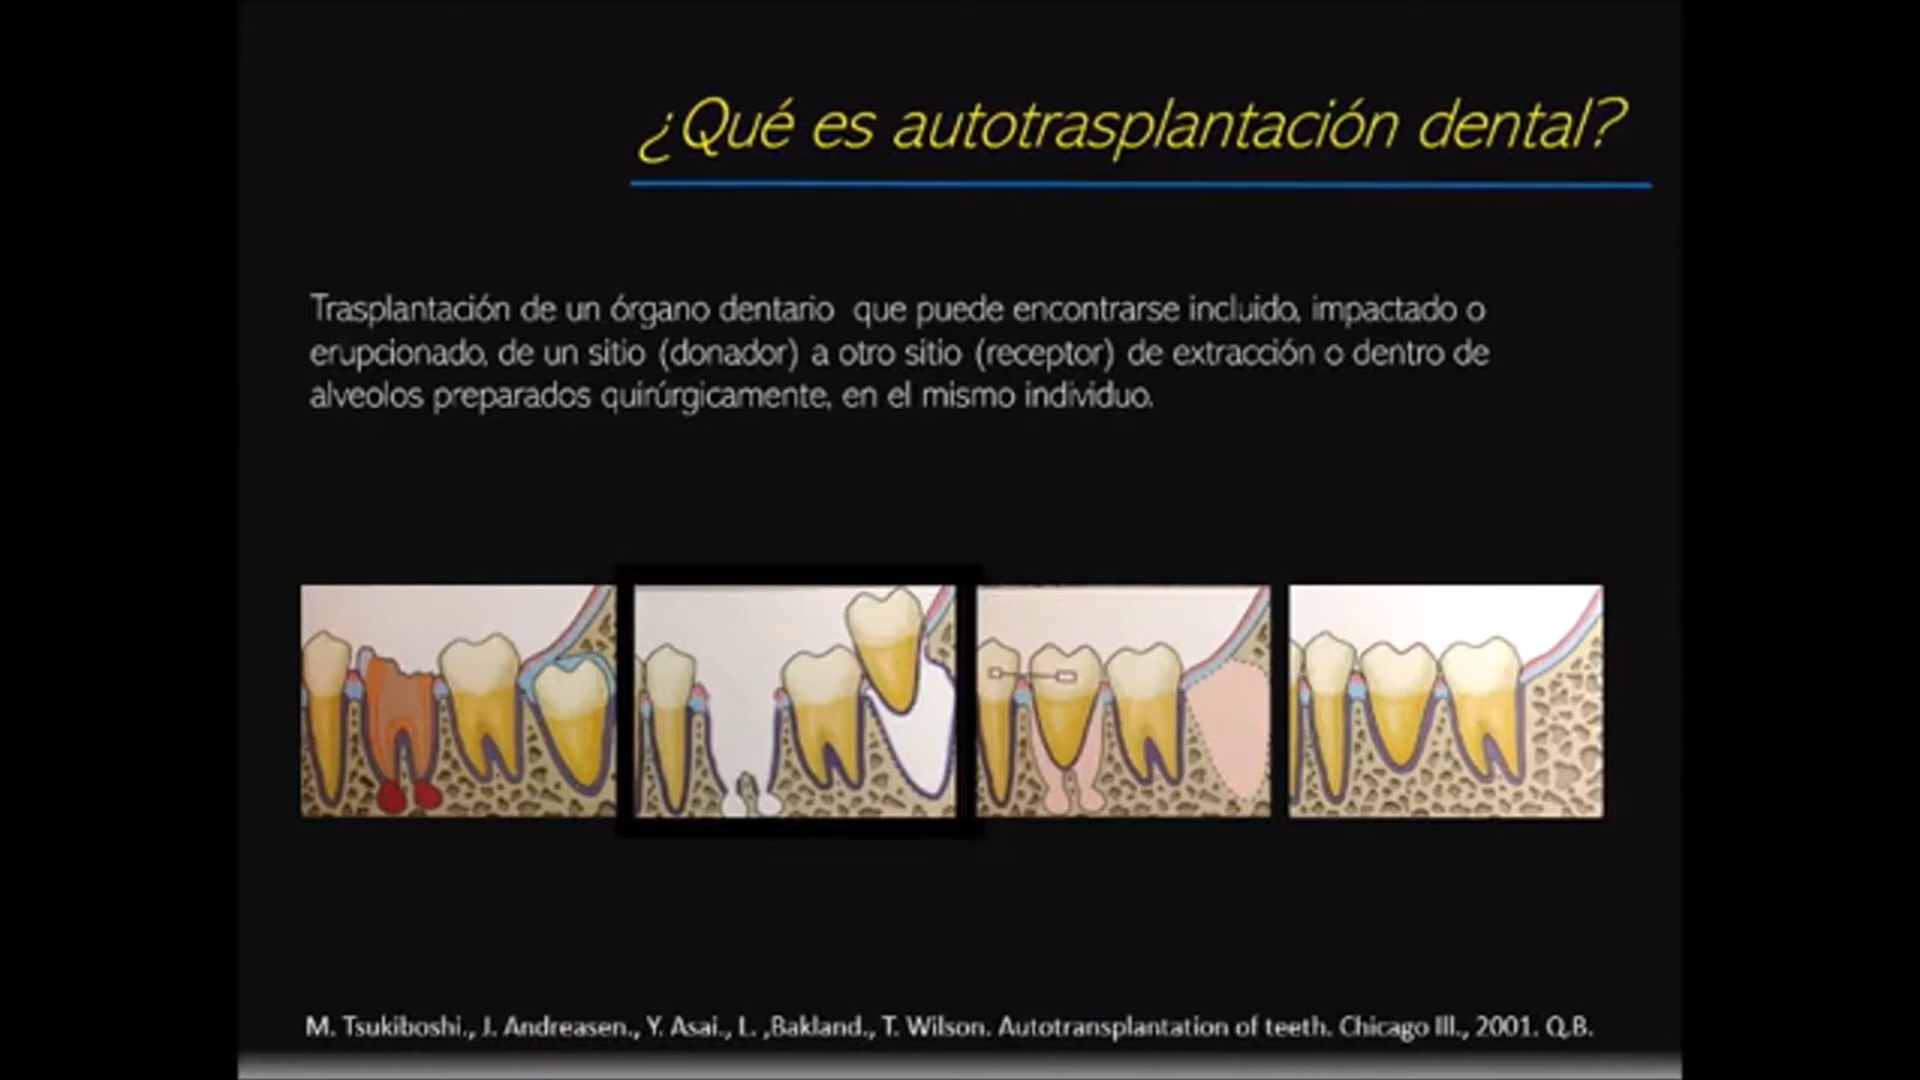 ¿Qué es autotrasplantación dental?
Trasplantación de un órgano dentario que puede encontrarse incluido, impactado o
erupcionado, de un sitio (donador) a otro sitio (receptor) de extracción o dentro de
alveolos preparados quirúrgicamente, en el mismo individuo.
M. Tsukiboshi., J. Andreasen., Y. Asai., L. ,Bakland., T. Wilson. Autotransplantation of teeth. Chicago Ill., 2001. Q.B.